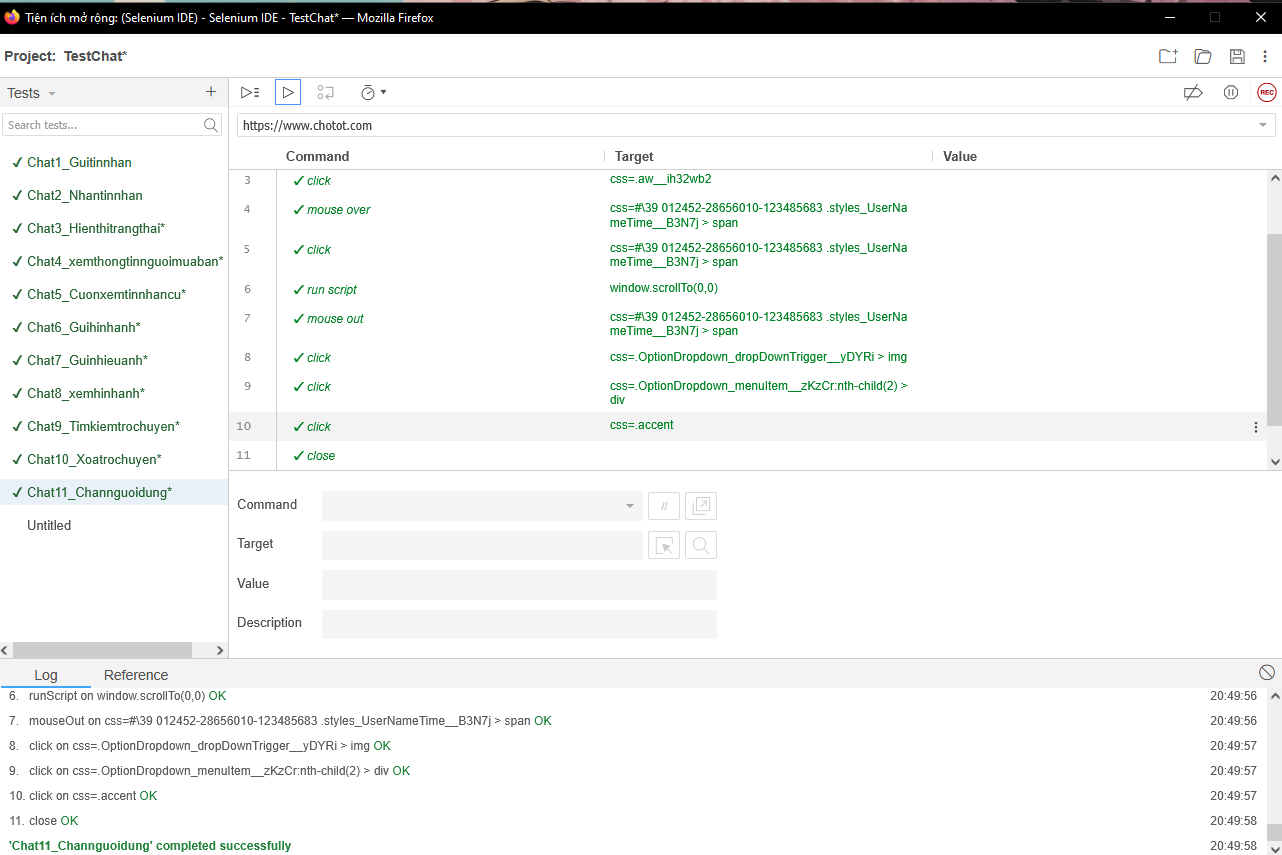 Tiện ích mở rộng: (Selenium IDE) - Selenium IDE - TestChat* — Mozilla Firefox
Project: TestChat*
Tests
Search tests...
✓ Chat1_Guitinnhan
✓ Chat2_Nhantinnhan
✓ Chat3_Hienthitrangthai*
✓ Chat4_xemthongtinnguoimuaban*
✓ Chat5_Cuonxemtinnhancu*
✓ Chat6_Guihinhanh*
✓ Chat7_Guinhieuanh*
✓ Chat8_xemhinhanh*
✓ Chat9_Timkiemtrochuyen*
✓ Chat10_Xoatrochuyen*
✓ Chat11_Channguoidung*
Untitled
REC
https://www.chotot.com
Command Target Value
3 ✓ click css=.aw__ih32wb2
4 ✓ mouse over css=#\39 012452-28656010-123485683 .styles_UserNa
meTime__B3N7j > span
5 ✓ click css=#\39 012452-28656010-123485683 .styles_UserNa
meTime__B3N7j > span
6 ✓ run script window.scrollTo(0,0)
7 ✓ mouse out css=#\39 012452-28656010-123485683 .styles_UserNa
meTime__B3N7j > span
8 ✓ click css=.OptionDropdown_dropDownTrigger__yDYRi > img
9 ✓ click css=.OptionDropdown_menuItem__zKzCr:nth-child(2) >
div
10 ✓ click css=.accent
11 ✓ close
Command
//
Target
Value
Description
Log Reference
6. runScript on window.scrollTo(0,0) OK 20:49:56
7. mouseOut on css=#\39 012452-28656010-123485683 .styles_UserNameTime__B3N7j > span OK 20:49:56
8. click on css=.OptionDropdown_dropDownTrigger__yDYRi > img OK 20:49:57
9. click on css=.OptionDropdown_menuItem__zKzCr:nth-child(2) > div OK 20:49:57
10. click on css=.accent OK 20:49:57
11. close OK 20:49:58
'Chat11_Channguoidung' completed successfully 20:49:58